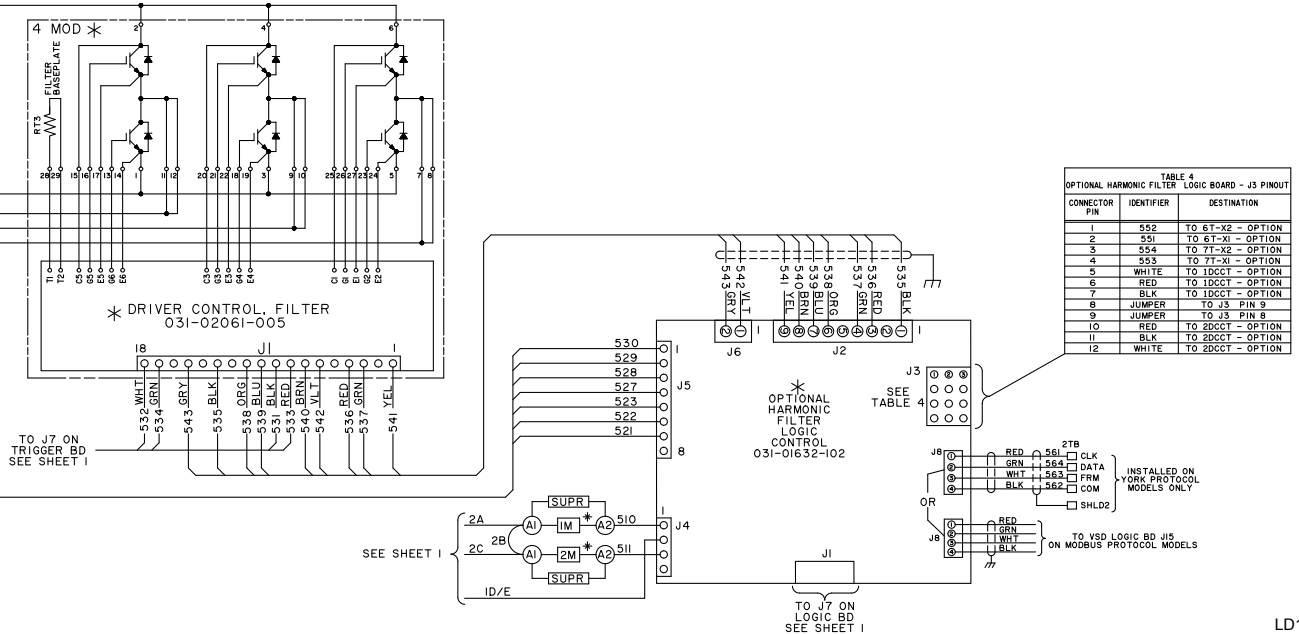 4 MOD *
FILTER
BASEPLATE
RT3
2
4
6
28 29 15 16 17 13 14 1 11 12
20 21 22 18 19 3 9 10
25 26 27 23 24 5 7 8
T1 T2 C5 G5 E5 G6 E6
C3 G3 E3 G4 E4
C1 G1 E1 G2 E2
* DRIVER CONTROL, FILTER
031-02061-005
18 J1 1
532 WHT
534 GRN
543 GRY
535 BLK
538 ORG
539 BLU
531 BLK
533 RED
540 BRN
542 VLT
536 RED
537 GRN
541 YEL
TO J7 ON
TRIGGER BD
SEE SHEET 1
530
529
528
527
523
522
521
1
J5
8
543 GRY
542 VLT
541 YEL
540 BRN
539 BLU
538 ORG
537 GRN
536 RED
535 BLK
2 1 1
J6
9 8 7 6 5 4 3 2 1 1
J2
*
OPTIONAL
HARMONIC
FILTER
LOGIC
CONTROL
031-01632-102
J3
1 2 3
SEE
TABLE 4
TABLE 4
OPTIONAL HARMONIC FILTER LOGIC BOARD - J3 PINOUT
CONNECTOR PIN IDENTIFIER DESTINATION
1 552 TO 6T-X2 - OPTION
2 551 TO 6T-X1 - OPTION
3 554 TO 7T-X2 - OPTION
4 553 TO 7T-X1 - OPTION
5 WHITE TO 1DCCT - OPTION
6 RED TO 1DCCT - OPTION
7 BLK TO 1DCCT - OPTION
8 JUMPER TO J3 PIN 9
9 JUMPER TO J3 PIN 8
10 RED TO 2DCCT - OPTION
11 BLK TO 2DCCT - OPTION
12 WHITE TO 2DCCT - OPTION
2TB
J8
1 RED 561 CLK
2 GRN 564 DATA
3 WHT 563 FRM
4 BLK 562 COM
SHLD2
INSTALLED ON
YORK PROTOCOL
MODELS ONLY
OR
J8
1 RED
2 GRN
3 WHT
4 BLK
TO VSD LOGIC BD J15
ON MODBUS PROTOCOL MODELS
SEE SHEET 1
SUPR
2A A1 1M * A2 510
2B
2C A1 2M * A2 511
SUPR
1D/E
1
J4
J1
TO J7 ON
LOGIC BD
SEE SHEET 1